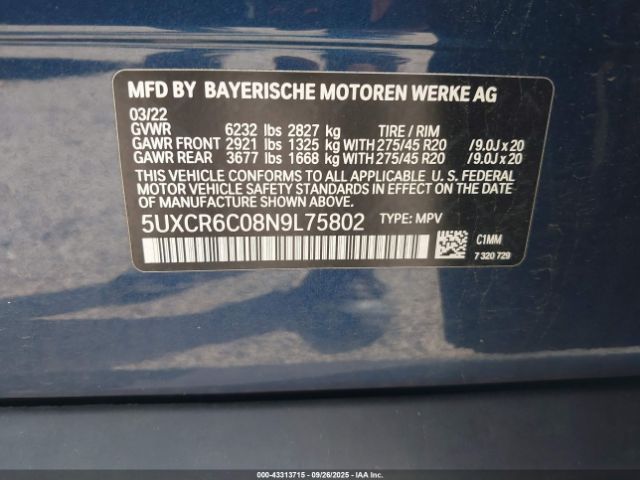 MFD BY BAYERISCHE MOTOREN WERKE AG
03/22
GVWR 6232 lbs 2827 kg TIRE / RIM
GAWR FRONT 2921 lbs 1325 kg WITH 275/45 R20 / 9.0J x 20
GAWR REAR 3677 lbs 1668 kg WITH 275/45 R20 / 9.0J x 20
THIS VEHICLE CONFORMS TO ALL APPLICABLE U. S. FEDERAL
MOTOR VEHICLE SAFETY STANDARDS IN EFFECT ON THE DATE
OF MANUFACTURE SHOWN ABOVE.
5UXCR6C08N9L75802 TYPE: MPV
C1MM
7 320 729
000-43313715 - 09/26/2025 - IAA Inc.